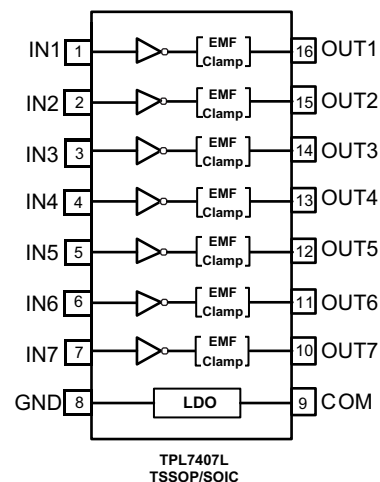 IN1 1 EMF Clamp 16 OUT1
IN2 2 EMF Clamp 15 OUT2
IN3 3 EMF Clamp 14 OUT3
IN4 4 EMF Clamp 13 OUT4
IN5 5 EMF Clamp 12 OUT5
IN6 6 EMF Clamp 11 OUT6
IN7 7 EMF Clamp 10 OUT7
GND 8 LDO 9 COM
TPL7407L
TSSOP/SOIC